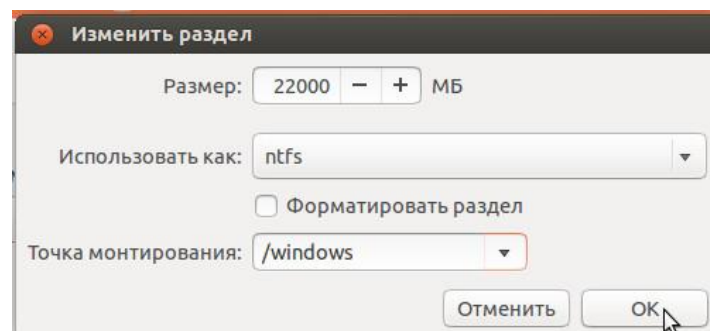 Изменить раздел
Размер: 22000 − + МБ
Использовать как: ntfs
Форматировать раздел
Точка монтирования: /windows
Отменить OK